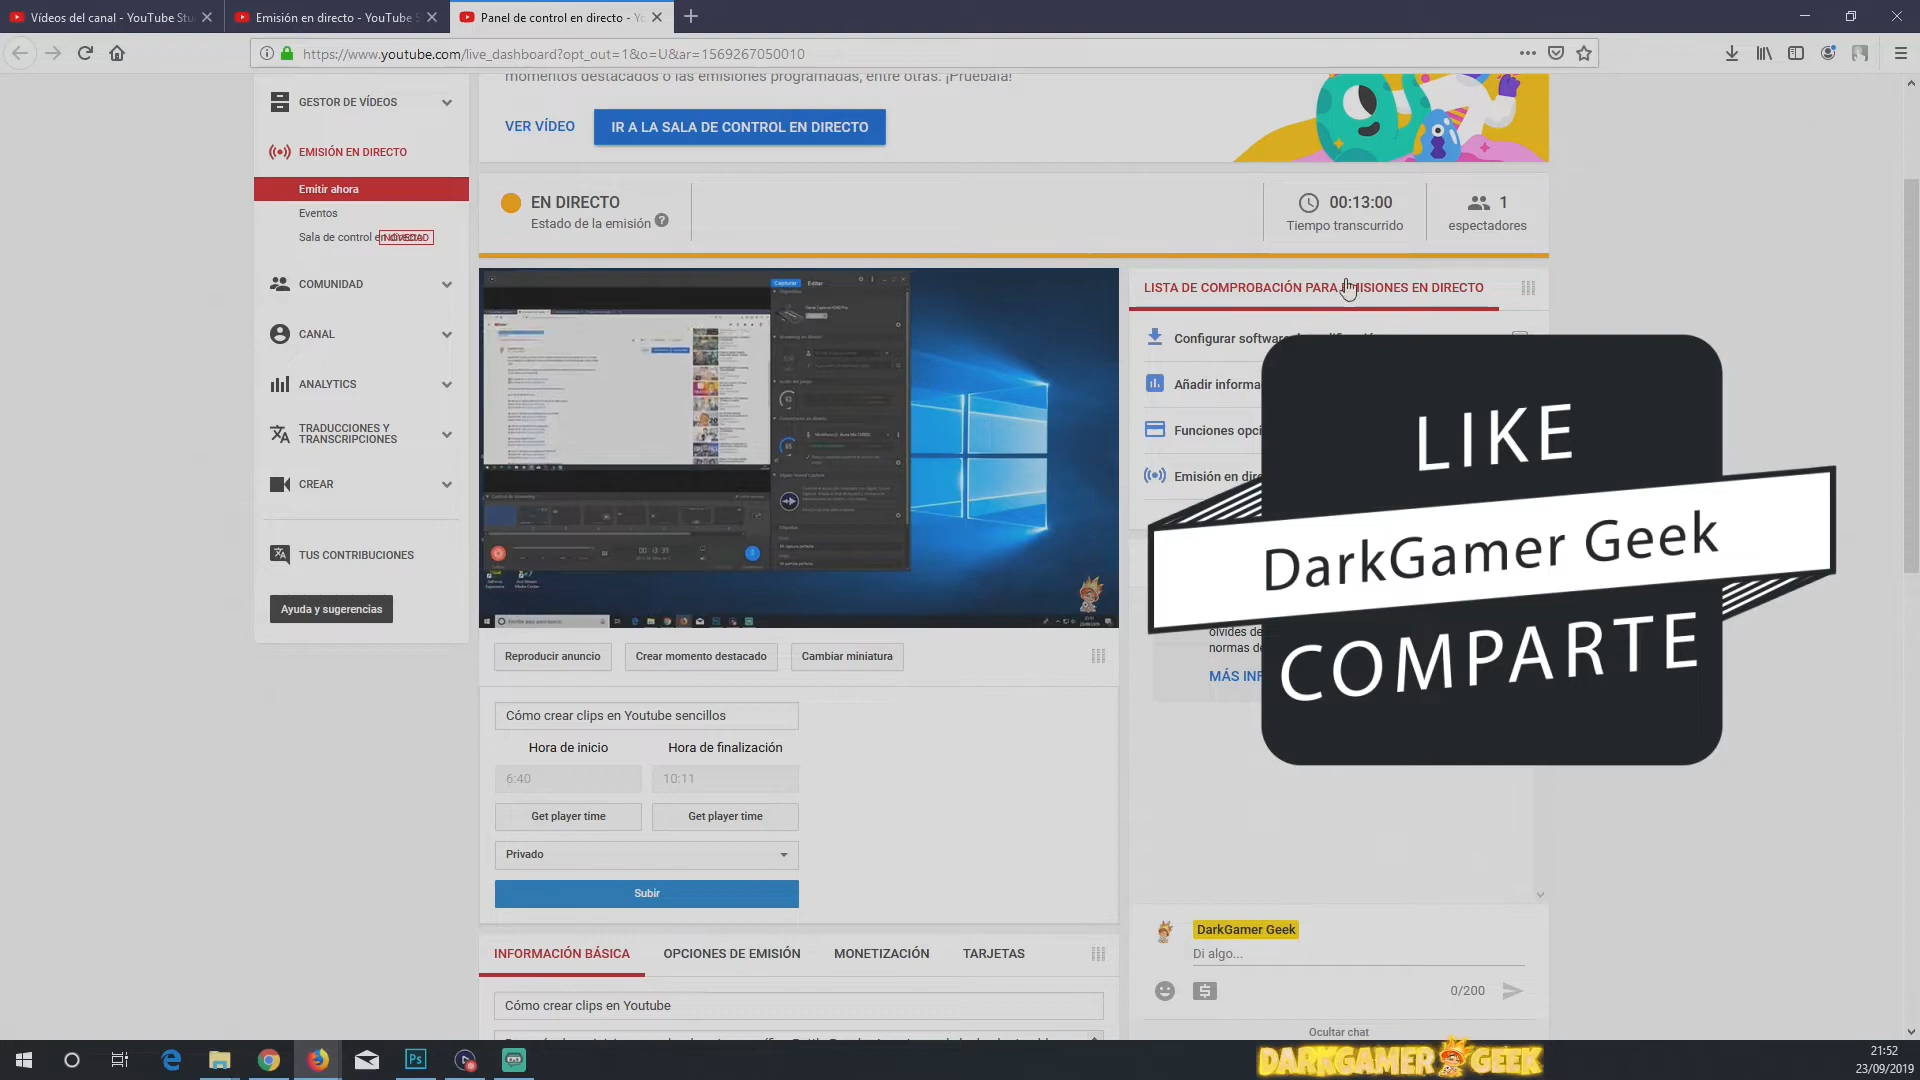 Vídeos del canal - YouTube Stu
Emisión en directo - YouTube S
Panel de control en directo - Yo
https://www.youtube.com/live_dashboard?opt_out=1&o=U&ar=1569267050010
momentos destacados o las emisiones programadas, entre otras. ¡Pruébala!
VER VÍDEO
IR A LA SALA DE CONTROL EN DIRECTO
GESTOR DE VÍDEOS
EMISIÓN EN DIRECTO
Emitir ahora
Eventos
Sala de control en directo
NOVEDAD
COMUNIDAD
CANAL
ANALYTICS
TRADUCCIONES Y
TRANSCRIPCIONES
CREAR
TUS CONTRIBUCIONES
Ayuda y sugerencias
EN DIRECTO
Estado de la emisión
00:13:00
Tiempo transcurrido
1
espectadores
Capturar
Editar
LISTA DE COMPROBACIÓN PARA EMISIONES EN DIRECTO
Configurar software
Añadir informa
Funciones opci
Emisión en dire
olvides de
normas de
MÁS INF
LIKE
DarkGamer Geek
COMPARTE
Reproducir anuncio
Crear momento destacado
Cambiar miniatura
Cómo crear clips en Youtube sencillos
Hora de inicio
Hora de finalización
6:40
10:11
Get player time
Get player time
Privado
Subir
INFORMACIÓN BÁSICA
OPCIONES DE EMISIÓN
MONETIZACIÓN
TARJETAS
Cómo crear clips en Youtube
DarkGamer Geek
Di algo...
0/200
Ocultar chat
DARKGAMER GEEK
21:52
23/09/2019